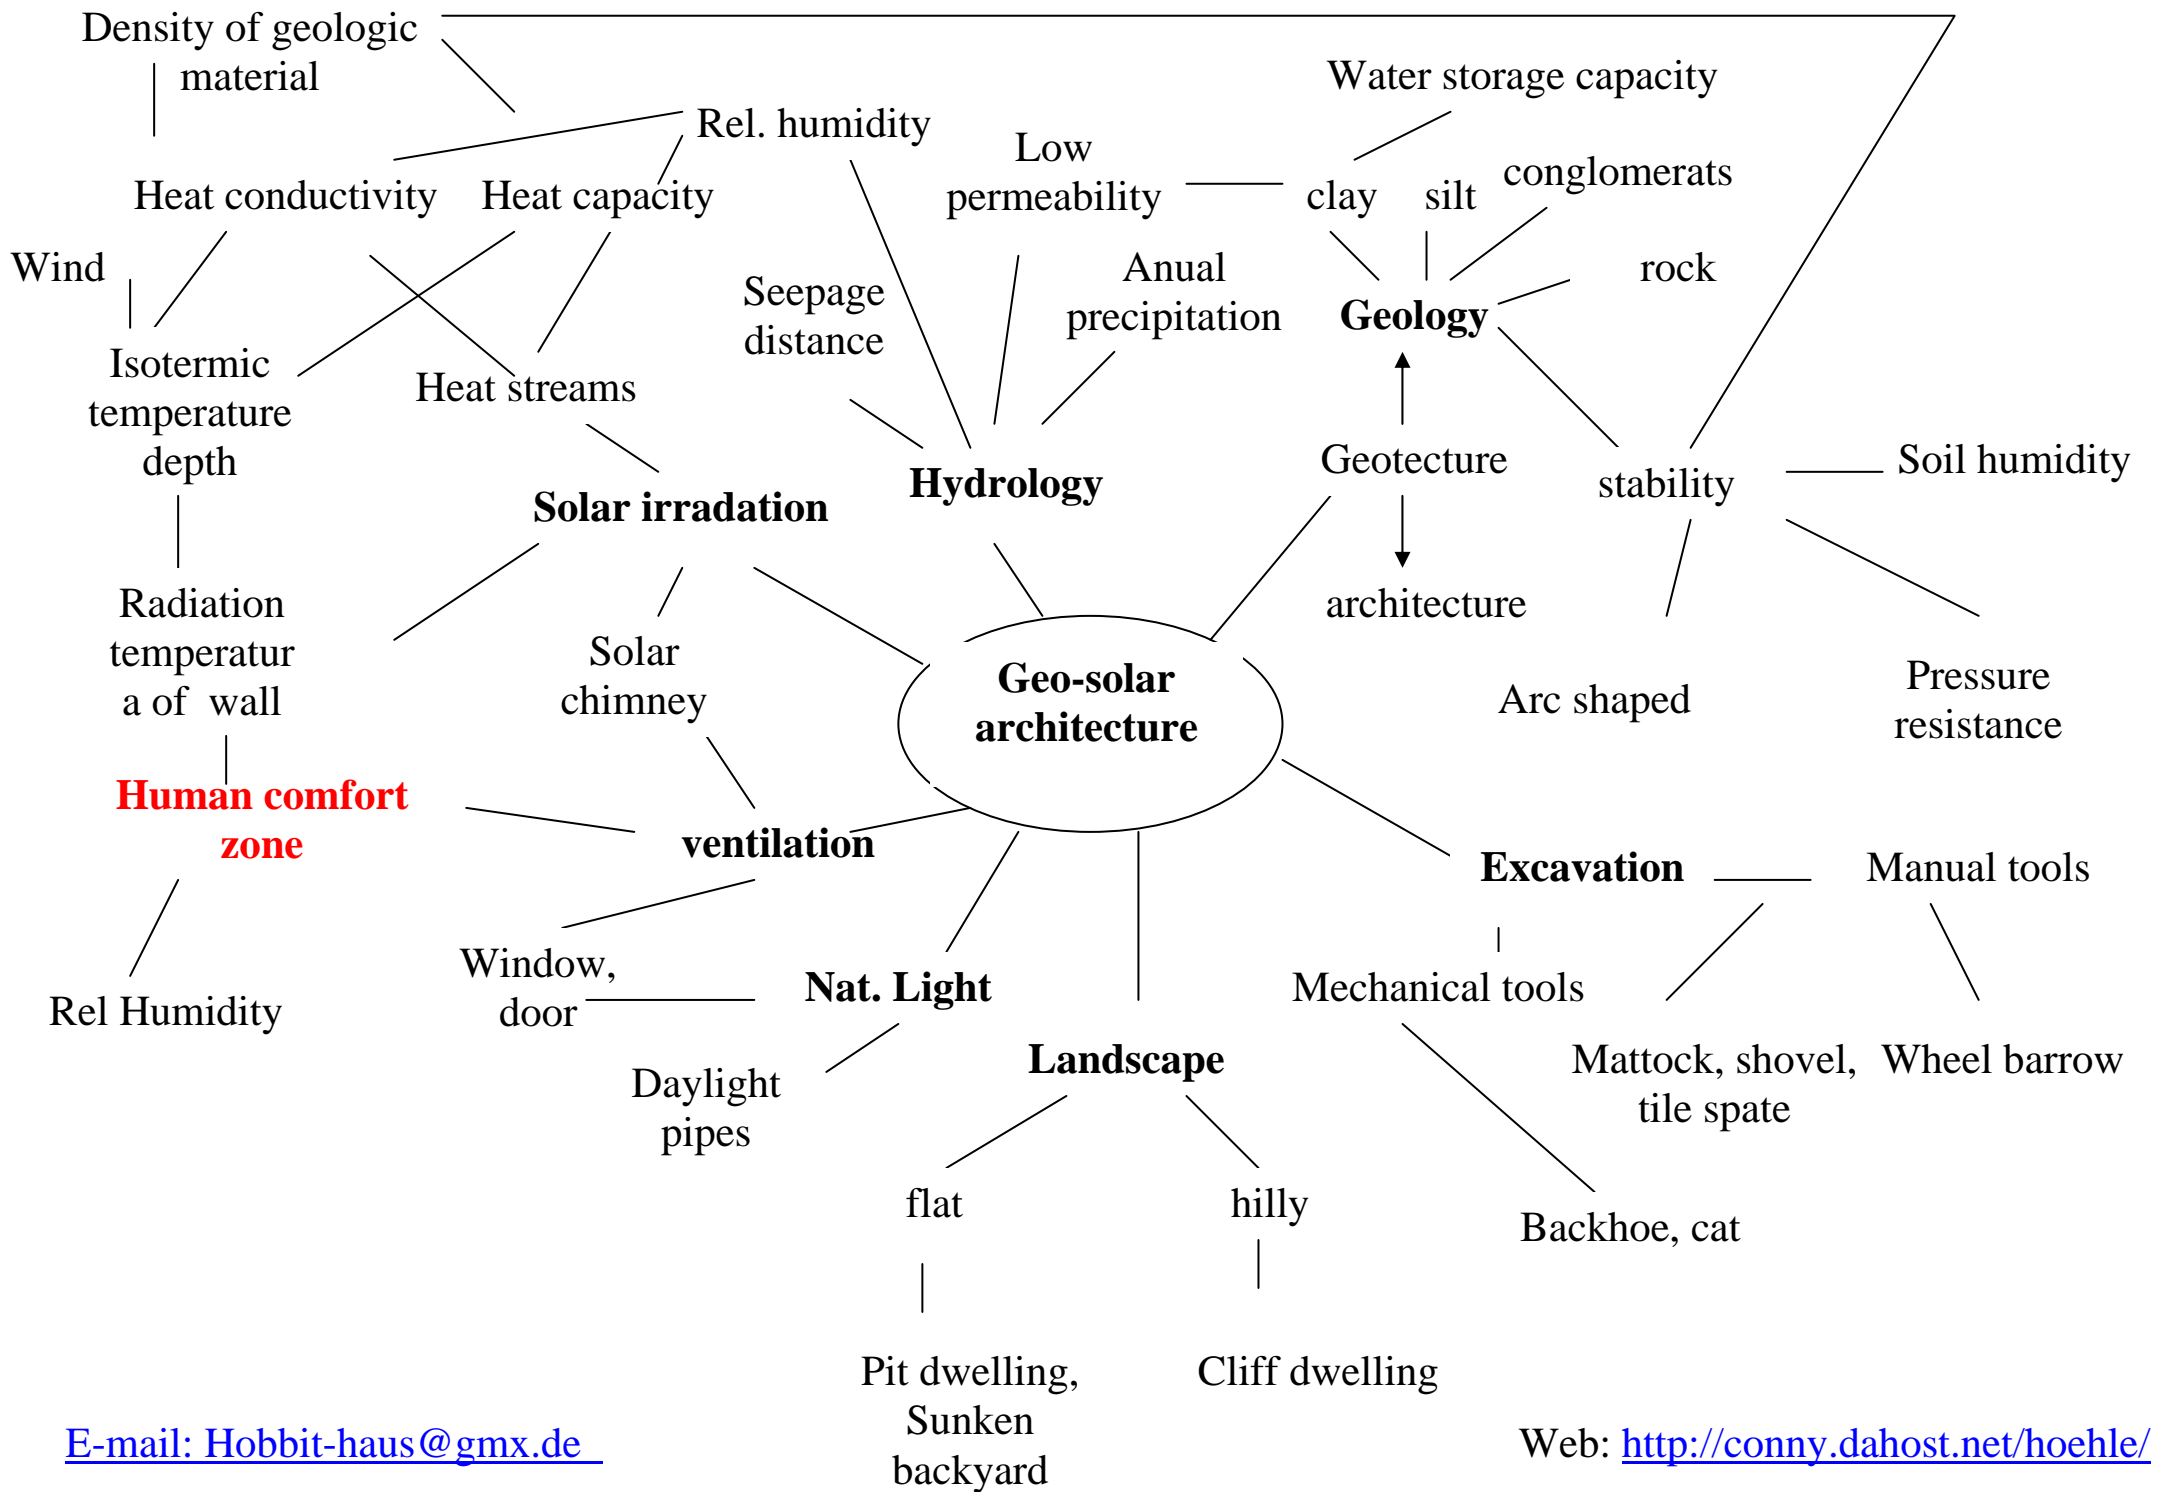 Density of geologic
material
Water storage capacity
Rel. humidity
Low
permeability
conglomerats
Heat conductivity
Heat capacity
clay
silt
Wind
Seepage
distance
Anual
precipitation
rock
Geology
Isotermic
temperature
depth
Heat streams
Hydrology
Geotecture
stability
Soil humidity
Solar irradation
Radiation
temperatur
a of wall
Solar
chimney
architecture
Geo-solar
architecture
Arc shaped
Pressure
resistance
Human comfort
zone
ventilation
Excavation
Manual tools
Rel Humidity
Window,
door
Nat. Light
Mechanical tools
Daylight
pipes
Landscape
Mattock, shovel,
tile spate
Wheel barrow
flat
hilly
Backhoe, cat
Pit dwelling,
Sunken
backyard
Cliff dwelling
E-mail: Hobbit-haus@gmx.de
Web: http://conny.dahost.net/hoehle/